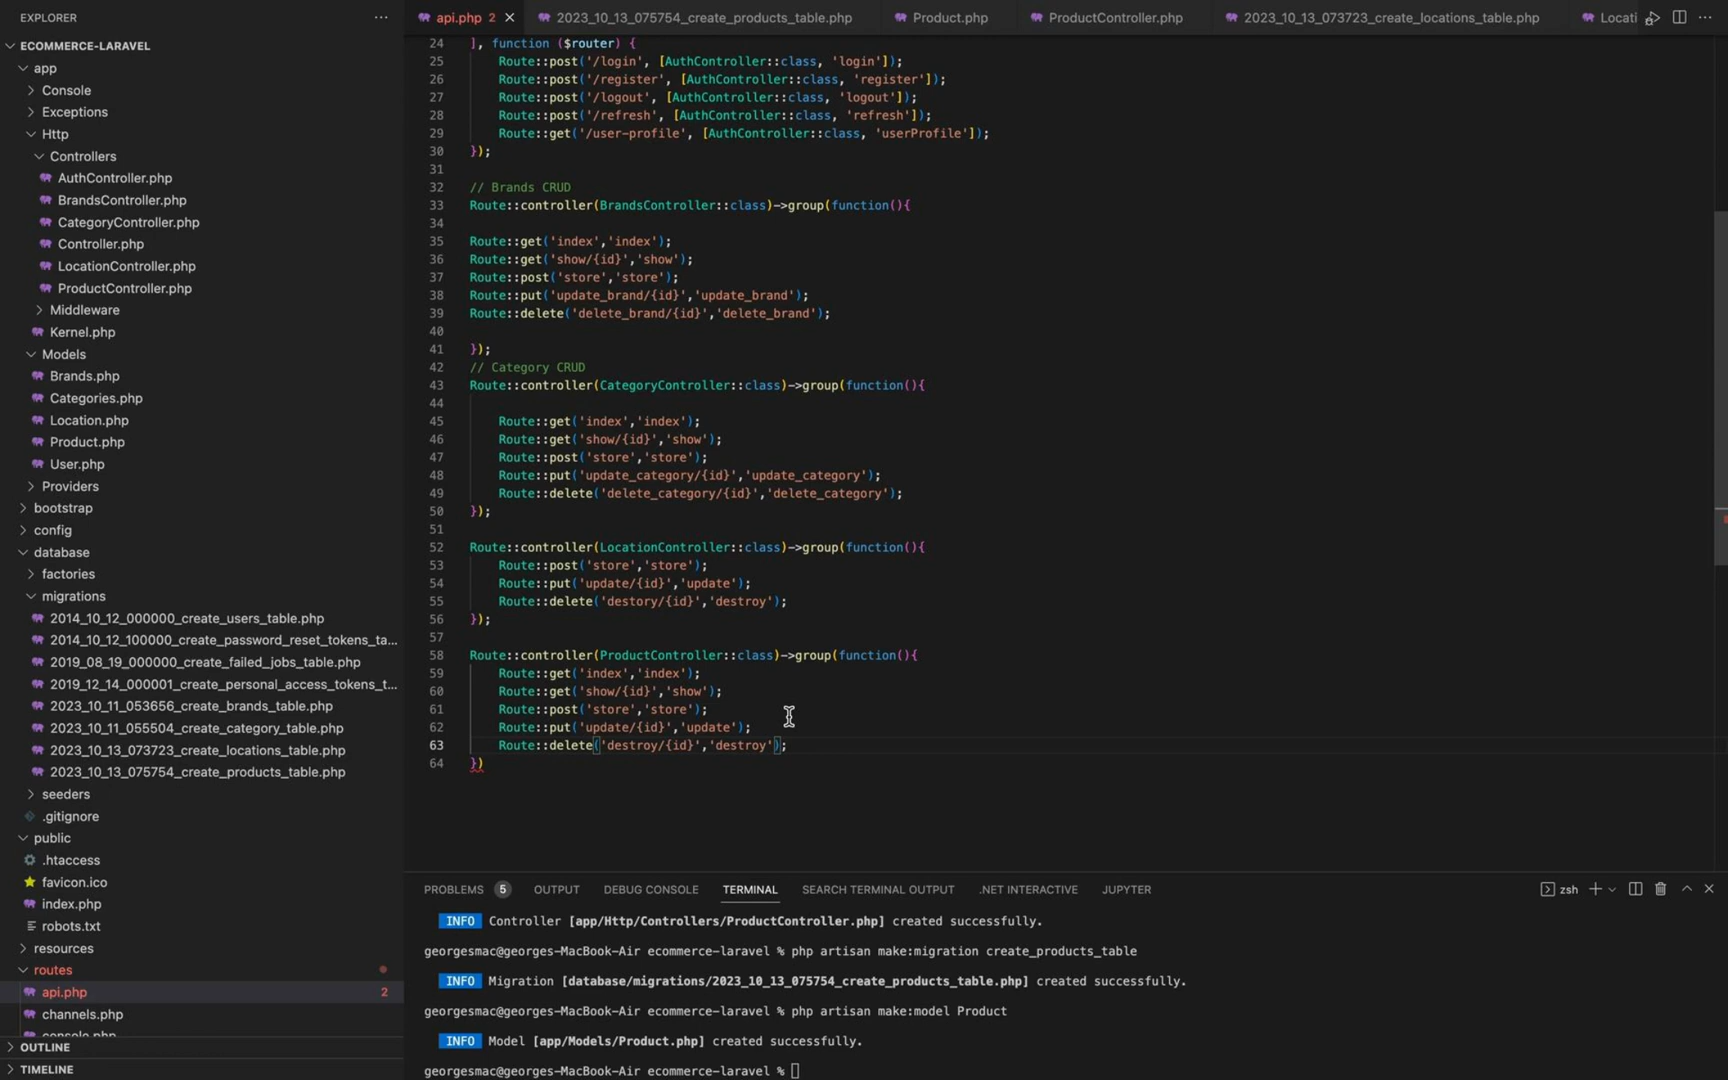 EXPLORER
ECOMMERCE-LARAVEL
app
Console
Exceptions
Http
Controllers
AuthController.php
BrandsController.php
CategoryController.php
Controller.php
LocationController.php
ProductController.php
Middleware
Kernel.php
Models
Brands.php
Categories.php
Location.php
Product.php
User.php
Providers
bootstrap
config
database
factories
migrations
2014_10_12_000000_create_users_table.php
2014_10_12_100000_create_password_reset_tokens_ta...
2019_08_19_000000_create_failed_jobs_table.php
2019_12_14_000001_create_personal_access_tokens_t...
2023_10_11_053656_create_brands_table.php
2023_10_11_055504_create_category_table.php
2023_10_13_073723_create_locations_table.php
2023_10_13_075754_create_products_table.php
seeders
.gitignore
public
.htaccess
favicon.ico
index.php
robots.txt
resources
routes
api.php 2
channels.php
console.php
OUTLINE
TIMELINE
api.php 2 2023_10_13_075754_create_products_table.php Product.php ProductController.php 2023_10_13_073723_create_locations_table.php Locati
24 ], function ($router) {
25 Route::post('/login', [AuthController::class, 'login']);
26 Route::post('/register', [AuthController::class, 'register']);
27 Route::post('/logout', [AuthController::class, 'logout']);
28 Route::post('/refresh', [AuthController::class, 'refresh']);
29 Route::get('/user-profile', [AuthController::class, 'userProfile']);
30 });
31
32 // Brands CRUD
33 Route::controller(BrandsController::class)->group(function(){
34
35 Route::get('index','index');
36 Route::get('show/{id}','show');
37 Route::post('store','store');
38 Route::put('update_brand/{id}','update_brand');
39 Route::delete('delete_brand/{id}','delete_brand');
40
41 });
42 // Category CRUD
43 Route::controller(CategoryController::class)->group(function(){
44
45 Route::get('index','index');
46 Route::get('show/{id}','show');
47 Route::post('store','store');
48 Route::put('update_category/{id}','update_category');
49 Route::delete('delete_category/{id}','delete_category');
50 });
51
52 Route::controller(LocationController::class)->group(function(){
53 Route::post('store','store');
54 Route::put('update/{id}','update');
55 Route::delete('destory/{id}','destroy');
56 });
57
58 Route::controller(ProductController::class)->group(function(){
59 Route::get('index','index');
60 Route::get('show/{id}','show');
61 Route::post('store','store');
62 Route::put('update/{id}','update');
63 Route::delete('destroy/{id}','destroy');
64 })
PROBLEMS 5 OUTPUT DEBUG CONSOLE TERMINAL SEARCH TERMINAL OUTPUT .NET INTERACTIVE JUPYTER zsh
INFO Controller [app/Http/Controllers/ProductController.php] created successfully.
georgesmac@georges-MacBook-Air ecommerce-laravel % php artisan make:migration create_products_table
INFO Migration [database/migrations/2023_10_13_075754_create_products_table.php] created successfully.
georgesmac@georges-MacBook-Air ecommerce-laravel % php artisan make:model Product
INFO Model [app/Models/Product.php] created successfully.
georgesmac@georges-MacBook-Air ecommerce-laravel %